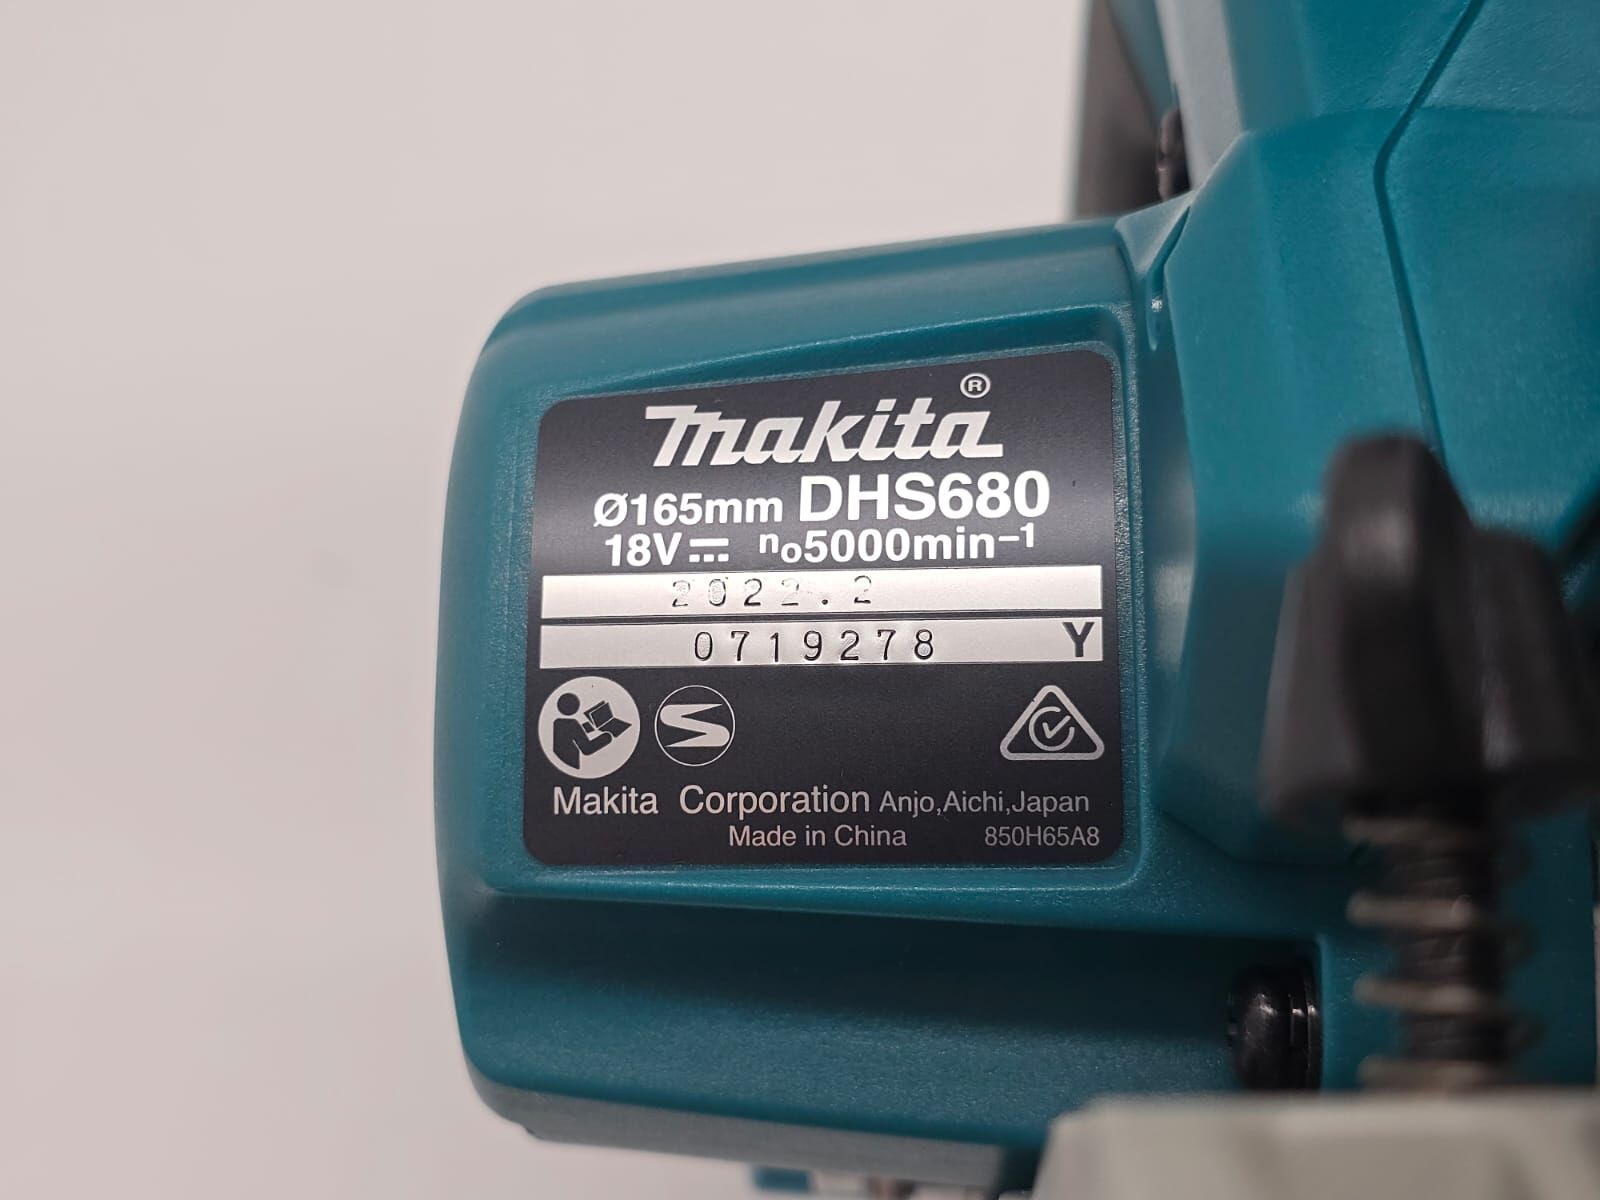 makita®
Ø165mm DHS680
18V⎓ n₀5000min⁻¹
2022.2
0719278 Y
Makita Corporation Anjo,Aichi,Japan
Made in China 850H65A8